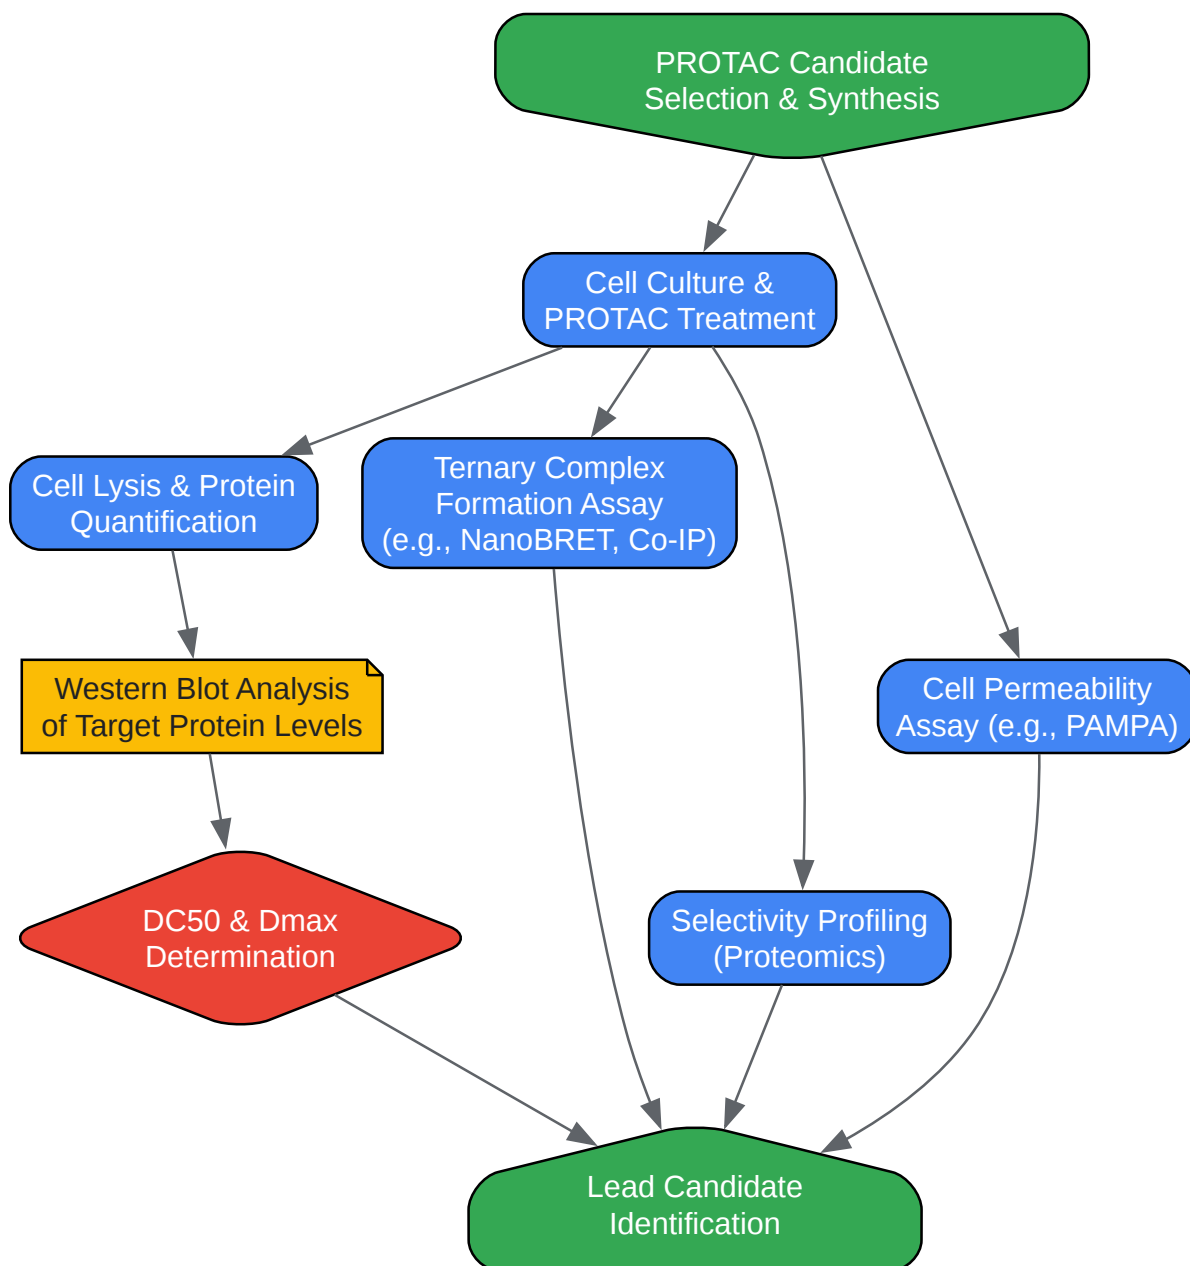 PROTAC Candidate
Selection & Synthesis
Cell Culture &
PROTAC Treatment
Cell Lysis & Protein
Quantification
Ternary Complex
Formation Assay
(e.g., NanoBRET, Co-IP)
Western Blot Analysis
of Target Protein Levels
Cell Permeability
Assay (e.g., PAMPA)
DC50 & Dmax
Determination
Selectivity Profiling
(Proteomics)
Lead Candidate
Identification